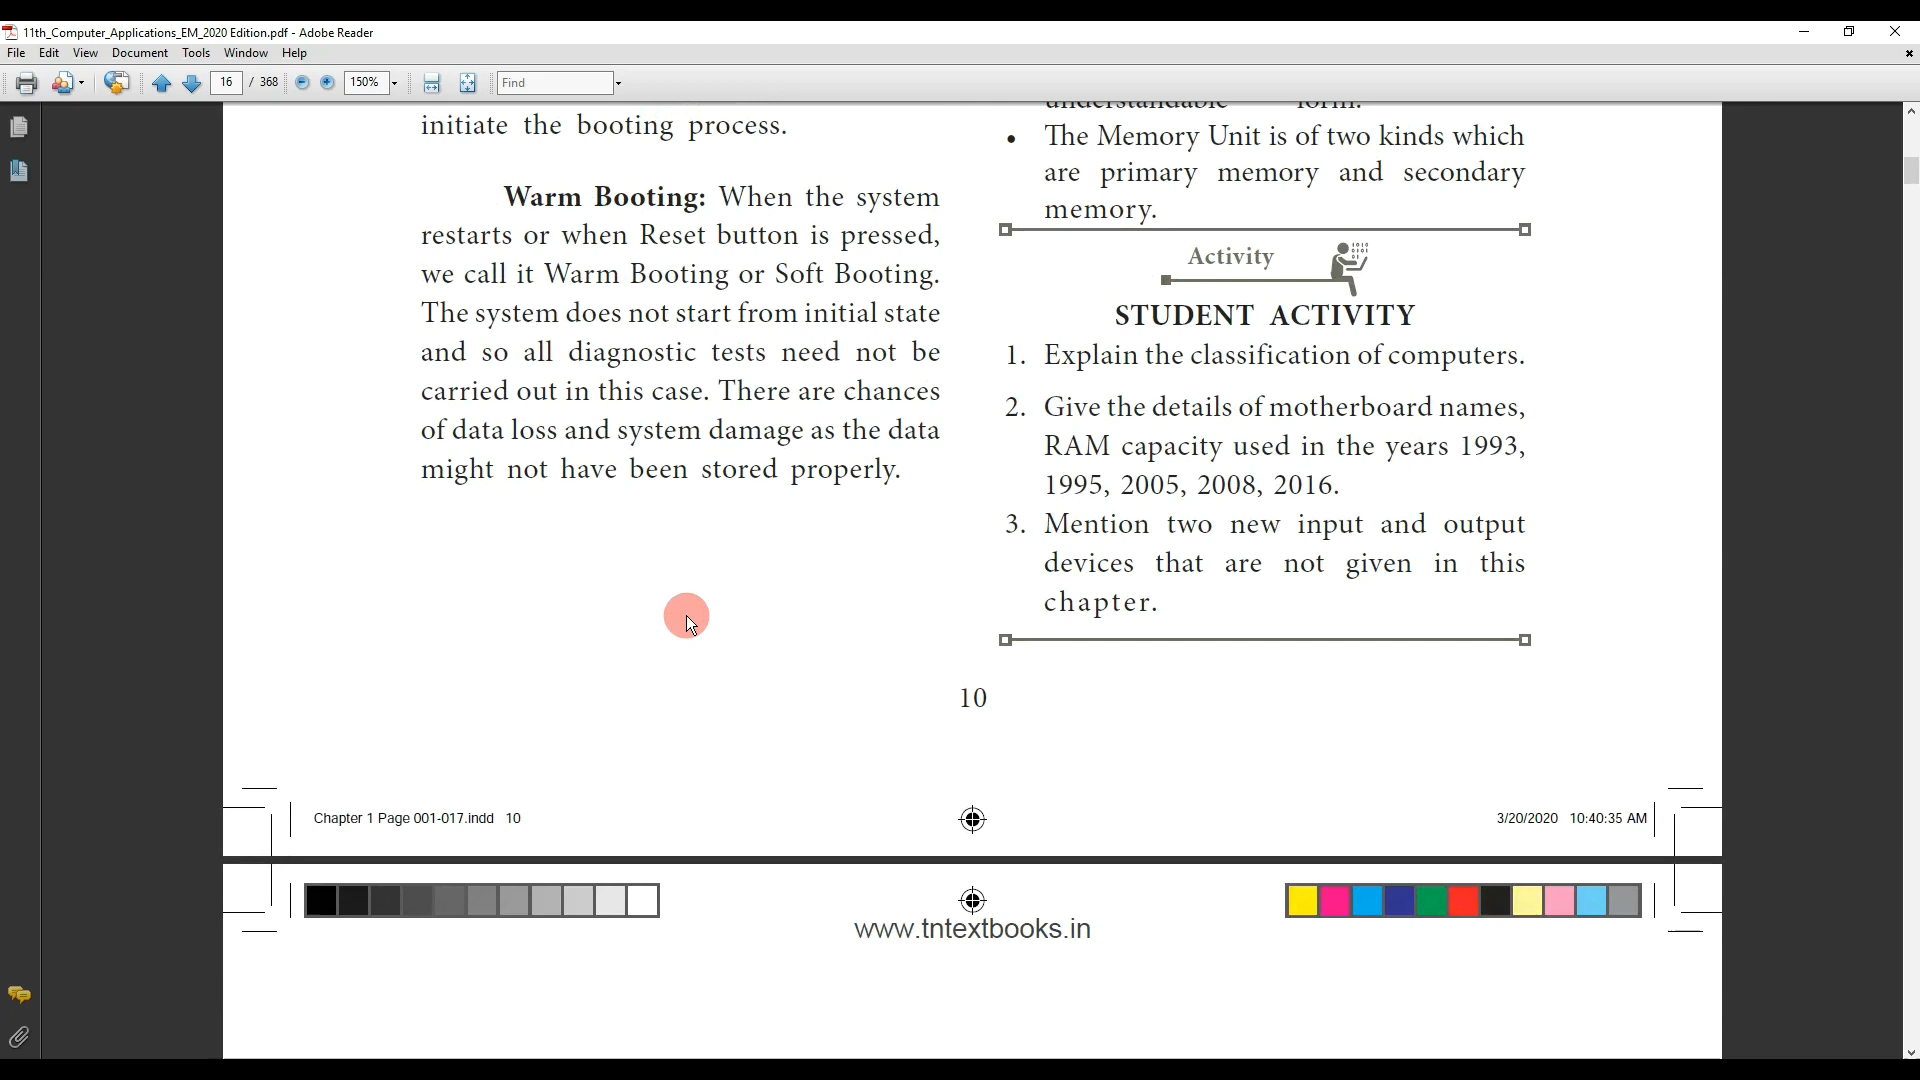 11th_Computer_Applications_EM_2020 Edition.pdf - Adobe Reader
File Edit View Document Tools Window Help
16 / 368 150% Find
initiate the booting process.
Warm Booting: When the system
restarts or when Reset button is pressed,
we call it Warm Booting or Soft Booting.
The system does not start from initial state
and so all diagnostic tests need not be
carried out in this case. There are chances
of data loss and system damage as the data
might not have been stored properly.
understandable form.
• The Memory Unit is of two kinds which
are primary memory and secondary
memory.
Activity
STUDENT ACTIVITY
1. Explain the classification of computers.
2. Give the details of motherboard names,
RAM capacity used in the years 1993,
1995, 2005, 2008, 2016.
3. Mention two new input and output
devices that are not given in this
chapter.
10
Chapter 1 Page 001-017.indd 10
3/20/2020 10:40:35 AM
www.tntextbooks.in